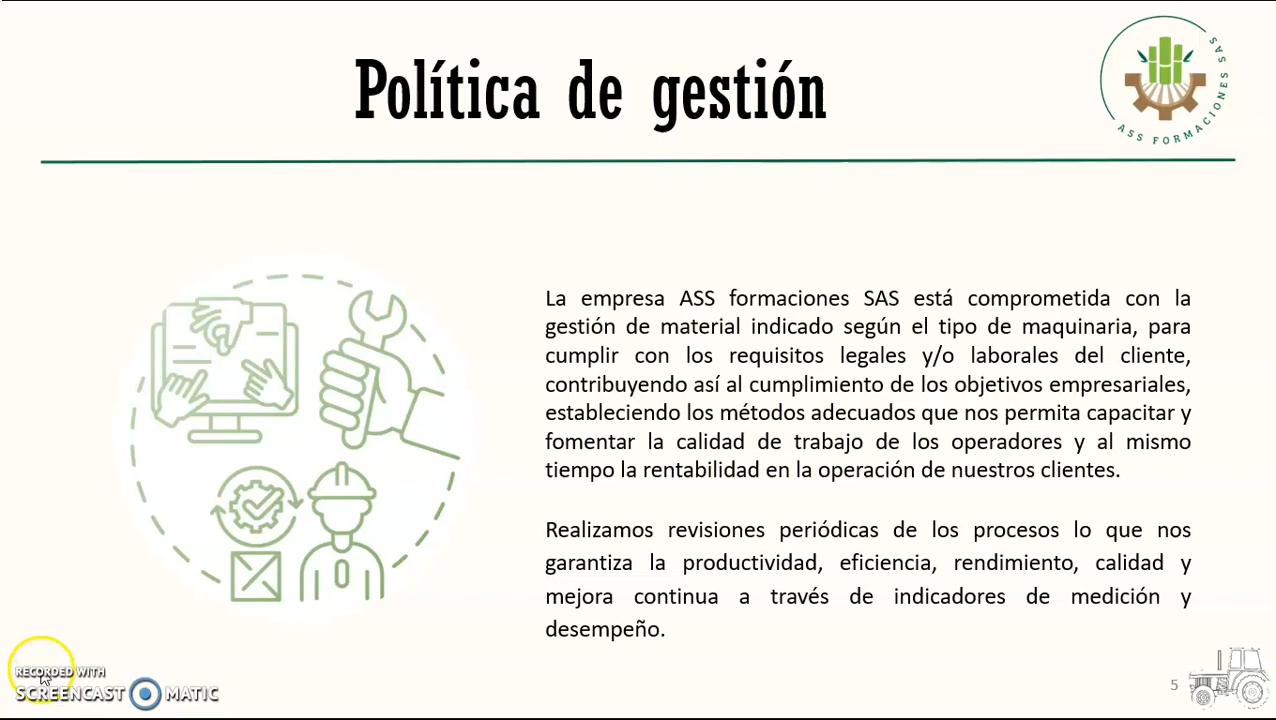 Política de gestión
ASS FORMACIONES SAS
La empresa ASS formaciones SAS está comprometida con la
gestión de material indicado según el tipo de maquinaria, para
cumplir con los requisitos legales y/o laborales del cliente,
contribuyendo así al cumplimiento de los objetivos empresariales,
estableciendo los métodos adecuados que nos permita capacitar y
fomentar la calidad de trabajo de los operadores y al mismo
tiempo la rentabilidad en la operación de nuestros clientes.
Realizamos revisiones periódicas de los procesos lo que nos
garantiza la productividad, eficiencia, rendimiento, calidad y
mejora continua a través de indicadores de medición y
desempeño.
RECORDED WITH
SCREENCAST MATIC
5